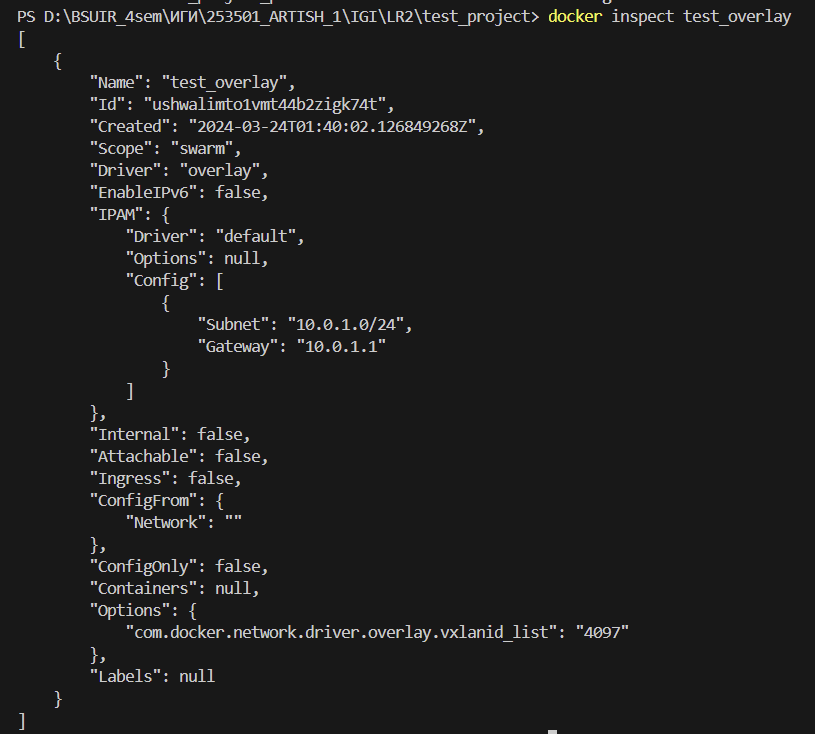 PS D:\BSUIR_4sem\ИГИ\253501_ARTISH_1\IGI\LR2\test_project> docker inspect test_overlay
[
    {
        "Name": "test_overlay",
        "Id": "ushwalimto1vmt44b2zigk74t",
        "Created": "2024-03-24T01:40:02.126849268Z",
        "Scope": "swarm",
        "Driver": "overlay",
        "EnableIPv6": false,
        "IPAM": {
            "Driver": "default",
            "Options": null,
            "Config": [
                {
                    "Subnet": "10.0.1.0/24",
                    "Gateway": "10.0.1.1"
                }
            ]
        },
        "Internal": false,
        "Attachable": false,
        "Ingress": false,
        "ConfigFrom": {
            "Network": ""
        },
        "ConfigOnly": false,
        "Containers": null,
        "Options": {
            "com.docker.network.driver.overlay.vxlanid_list": "4097"
        },
        "Labels": null
    }
]